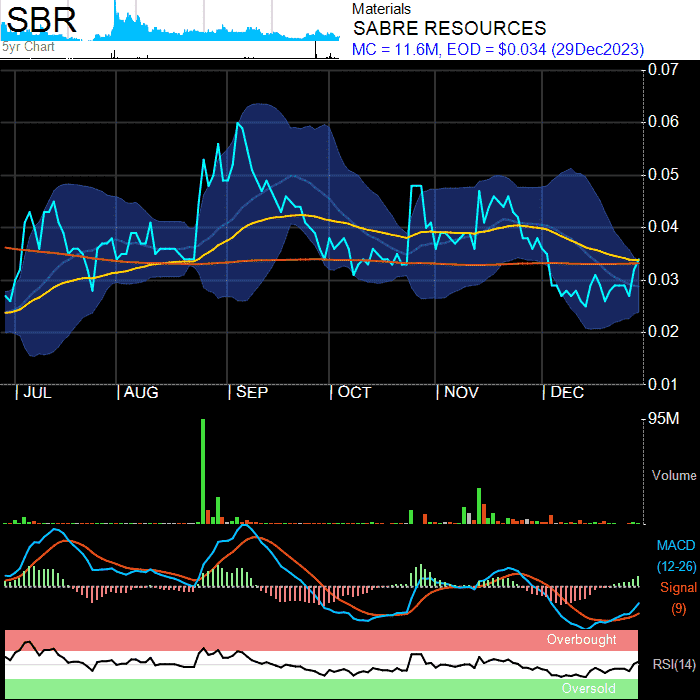 SBR
5yr Chart
Materials
SABRE RESOURCES
MC = 11.6M, EOD = $0.034 (29Dec2023)
0.07
0.06
0.05
0.04
0.03
0.02
0.01
JUL AUG SEP OCT NOV DEC
95M
Volume
MACD
(12-26)
Signal
(9)
Overbought
RSI(14)
Oversold